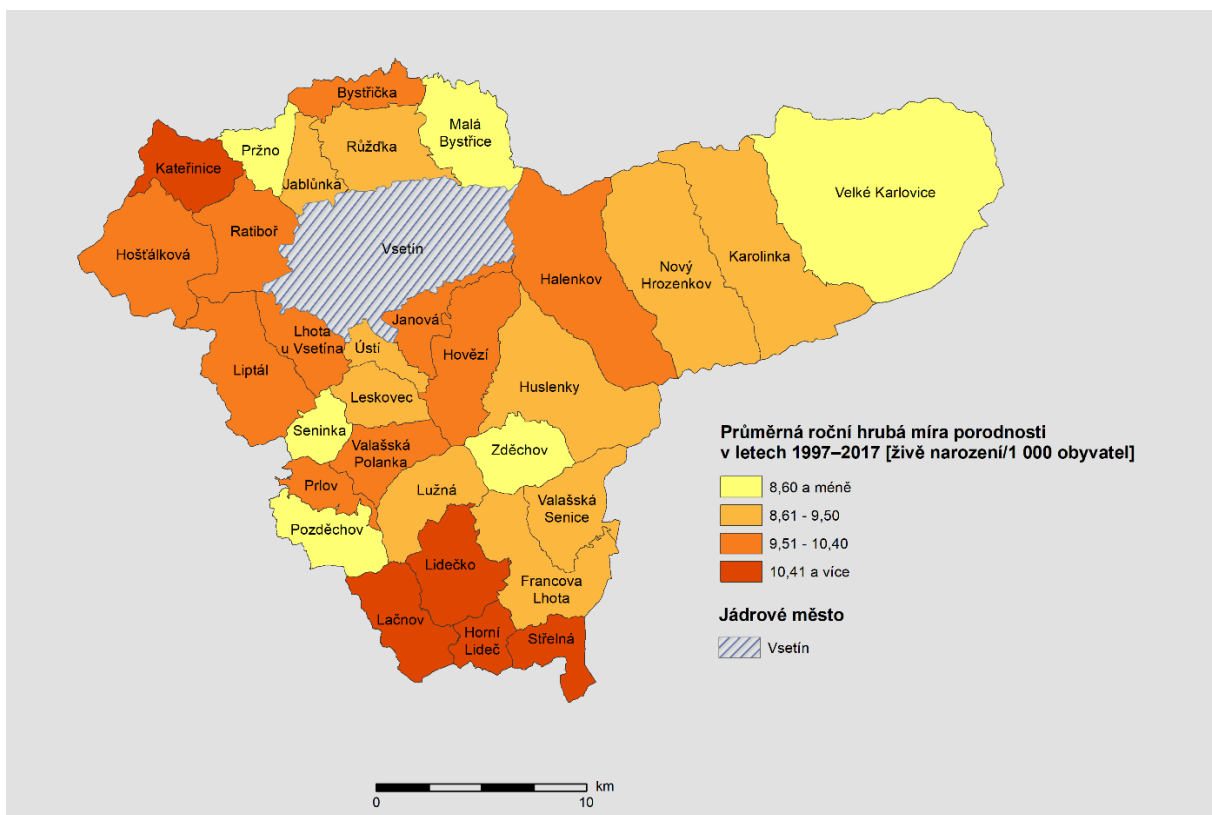 Bystřička
Malá
Bystřice
Růžďka
Pržno
Kateřinice
Jablůnka
Velké Karlovice
Ratiboř
Hošťálková
Vsetín
Karolinka
Nový
Hrozenkov
Halenkov
Janová
Lhota
u Vsetína
Ústí
Hovězí
Liptál
Huslenky
Leskovec
Seninka
Valašská
Polanka
Zděchov
Prlov
Lužná
Valašská
Senice
Pozděchov
Lidečko
Francova
Lhota
Lačnov
Horní
Lideč
Střelná
Průměrná roční hrubá míra porodnosti
v letech 1997–2017 [živě narození/1 000 obyvatel]
8,60 a méně
8,61 - 9,50
9,51 - 10,40
10,41 a více
Jádrové město
Vsetín
km
0
10